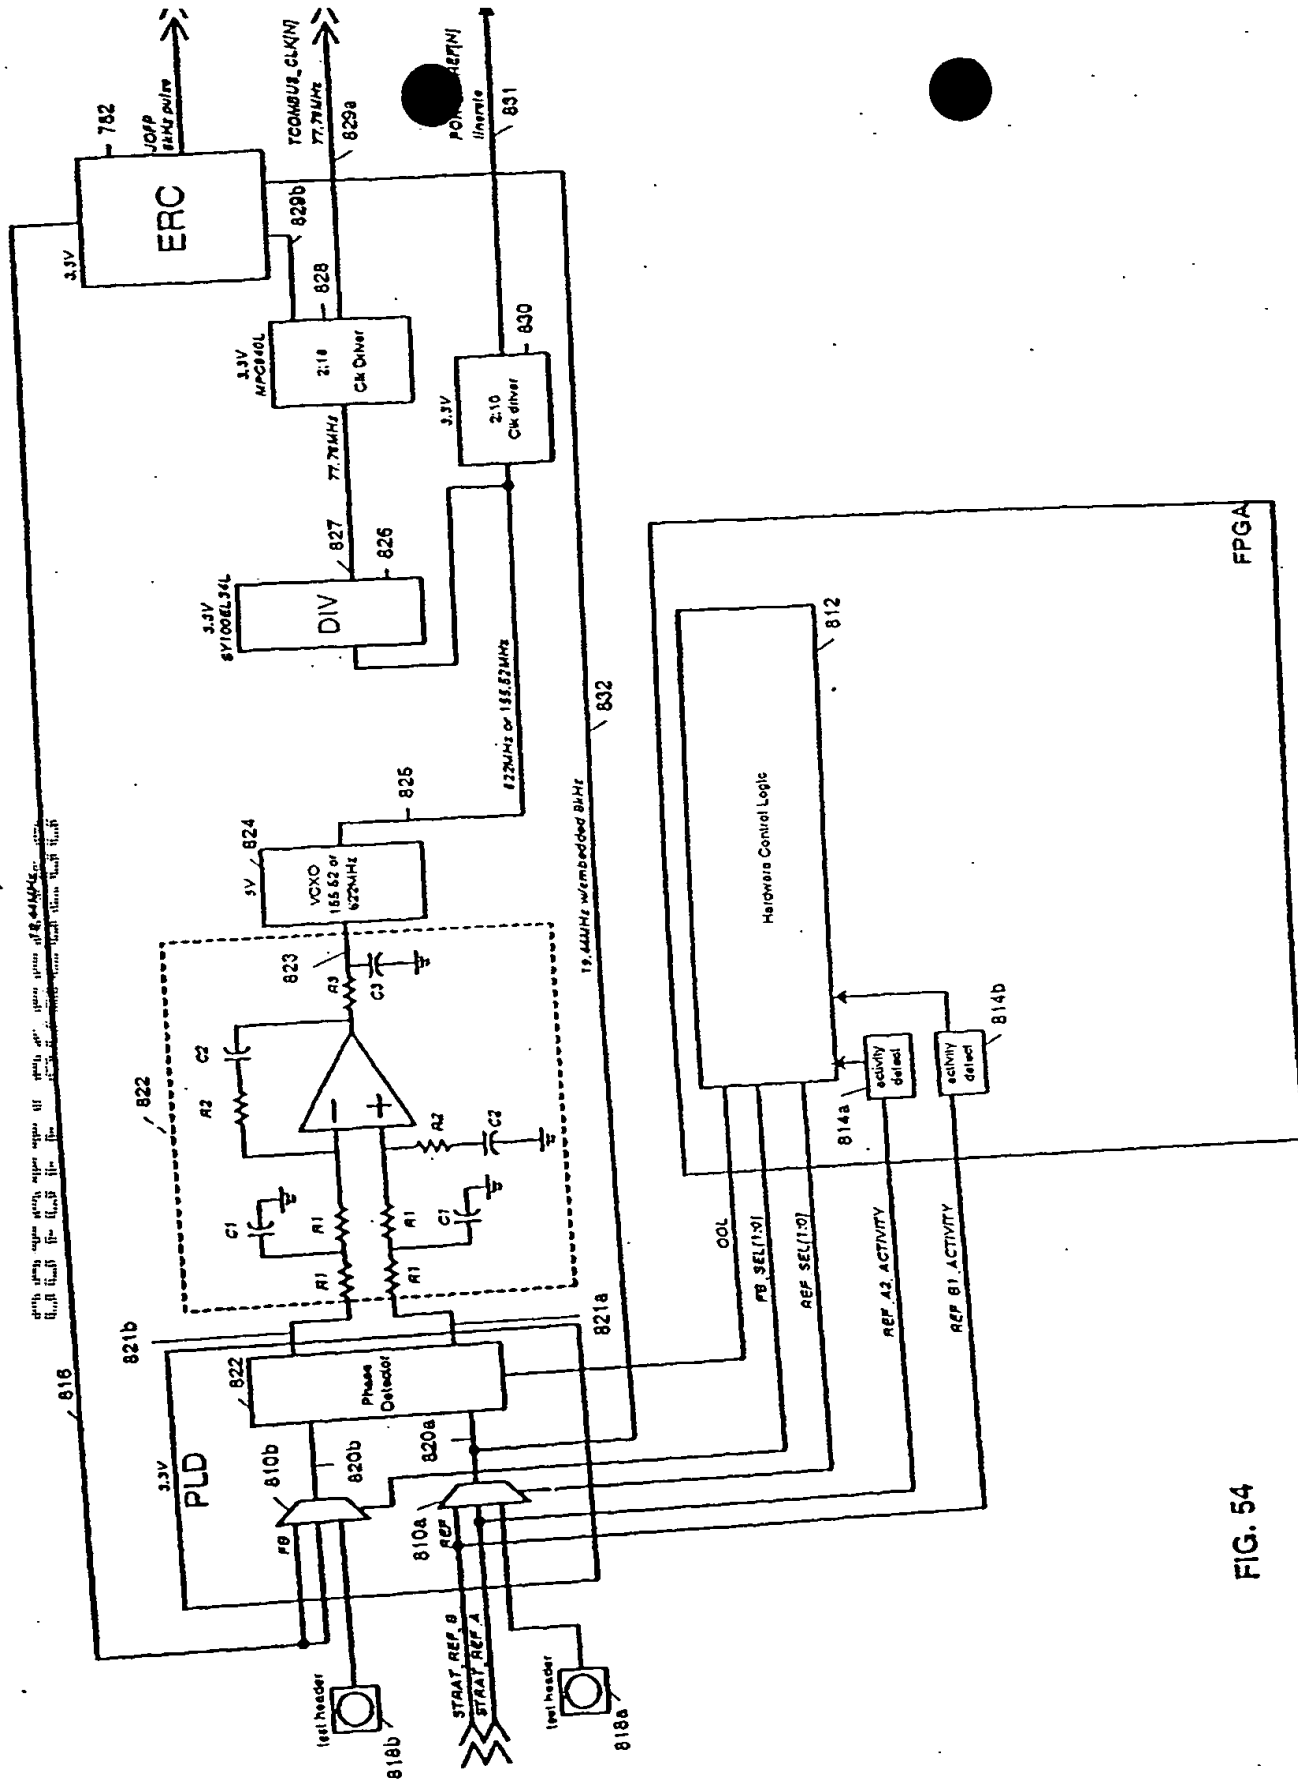 782
JOFP
8kHz pulse
TCOMBUS_CLK[N]
77.76MHz
829a
linerate
831
3.3V
ERC
829b
828
3.3V
2:18
Clk Driver
77.76MHz
830
3.3V
2:10
Clk driver
827
826
3.3V
SY100EL34L
DIV
622MHz or 155.52MHz
825
824
5V
VCXO
155.52 or
622MHz
832
19.44MHz w/embedded 8kHz
19.44MHz
816
822
823
R3
C3
C2
R2
R2
C2
C1
R1
R1
C1
R1
R1
821b
821a
822
Phase
Detector
3.3V
PLD
810b
820b
FB
820a
810a
REF
test header
818b
STRAT_REF_B
STRAT_REF_A
test header
818a
OOL
FB_SEL[1:0]
REF_SEL[1:0]
REF_A2_ACTIVITY
REF_B1_ACTIVITY
814a
activity
detect
activity
detect
814b
Hardware Control Logic
812
FPGA
FIG. 54